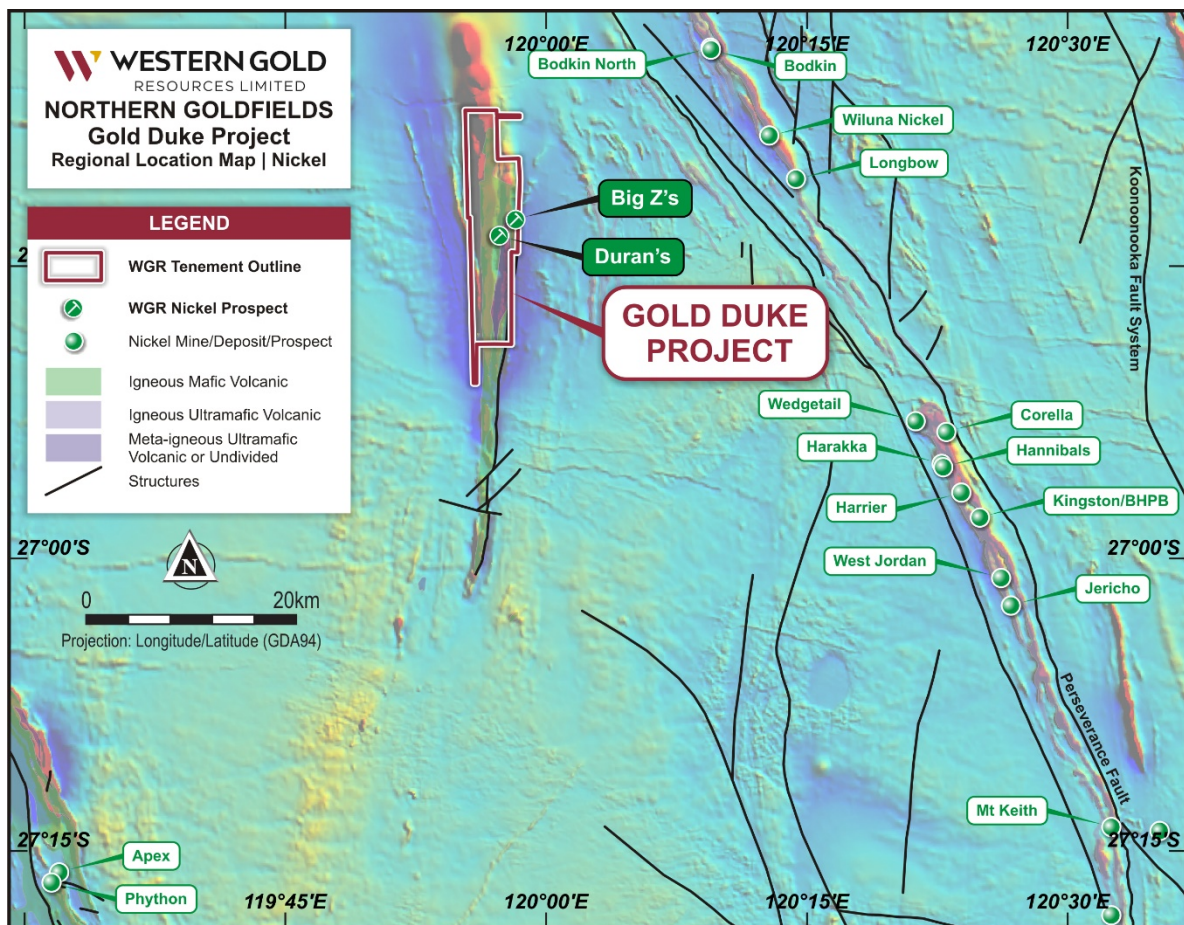 WESTERN GOLD
RESOURCES LIMITED
NORTHERN GOLDFIELDS
Gold Duke Project
Regional Location Map | Nickel
LEGEND
WGR Tenement Outline
WGR Nickel Prospect
Nickel Mine/Deposit/Prospect
Igneous Mafic Volcanic
Igneous Ultramafic Volcanic
Meta-igneous Ultramafic
Volcanic or Undivided
Structures
N
0 20km
Projection: Longitude/Latitude (GDA94)
120°00'E
120°15'E
120°30'E
Bodkin North
Bodkin
Wiluna Nickel
Longbow
Big Z's
Duran's
GOLD DUKE
PROJECT
Koonoonooka Fault System
Wedgetail
Corella
Harakka
Hannibals
Harrier
Kingston/BHPB
27°00'S
27°00'S
West Jordan
Jericho
Perseverance Fault
Mt Keith
27°15'S
27°15'S
Apex
Phython
119°45'E
120°00'E
120°15'E
120°30'E